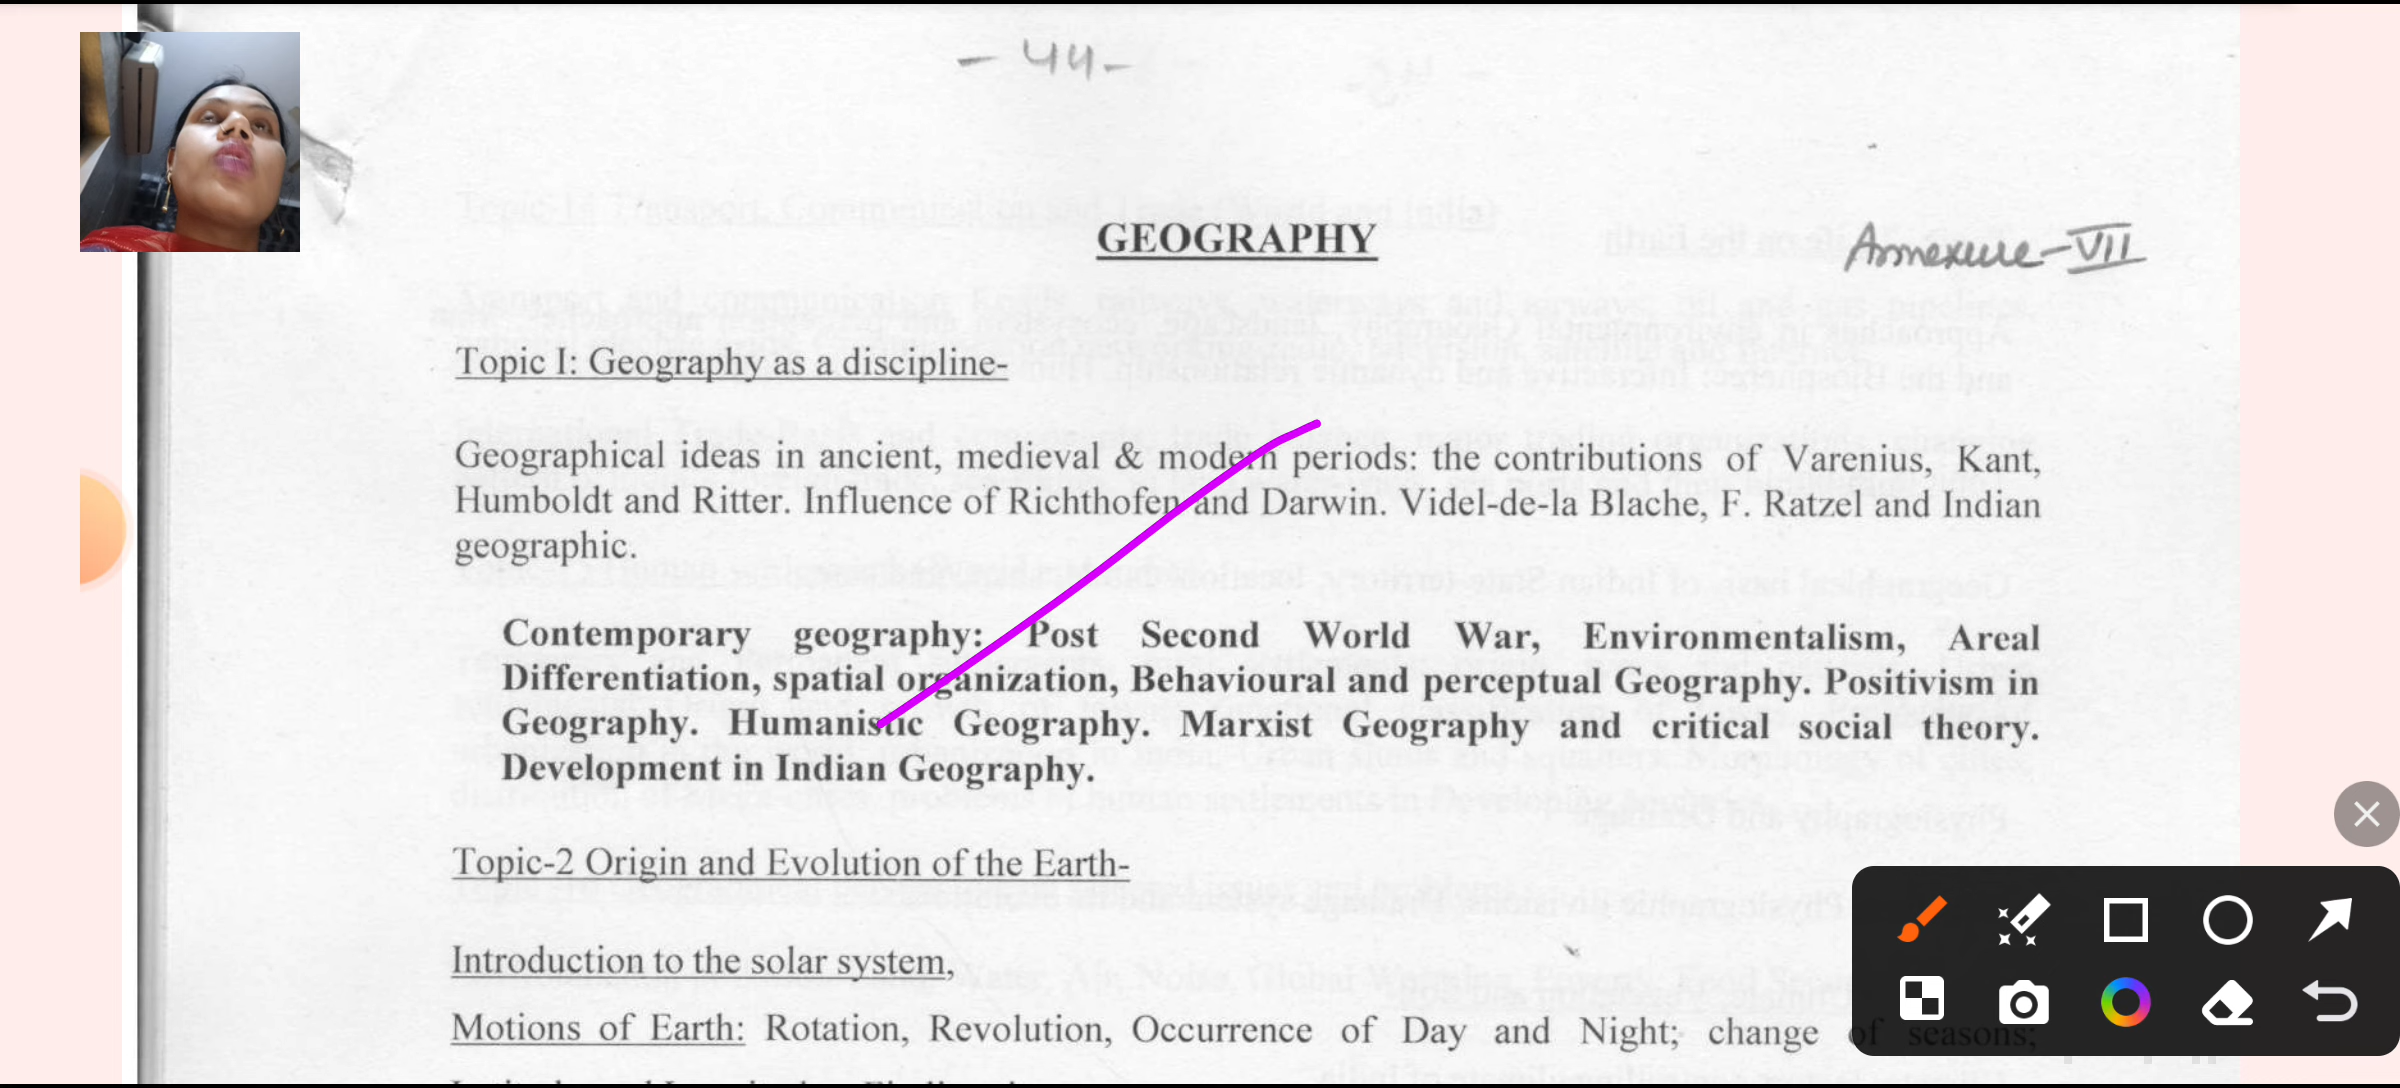 - 44-
GEOGRAPHY
Annexure-VII
Topic I: Geography as a discipline-
Geographical ideas in ancient, medieval & modern periods: the contributions of Varenius, Kant,
Humboldt and Ritter. Influence of Richthofen and Darwin. Videl-de-la Blache, F. Ratzel and Indian
geographic.
Contemporary geography: Post Second World War, Environmentalism, Areal
Differentiation, spatial organization, Behavioural and perceptual Geography. Positivism in
Geography. Humanistic Geography. Marxist Geography and critical social theory.
Development in Indian Geography.
Topic-2 Origin and Evolution of the Earth-
Introduction to the solar system,
Motions of Earth: Rotation, Revolution, Occurrence of Day and Night; change of seasons;